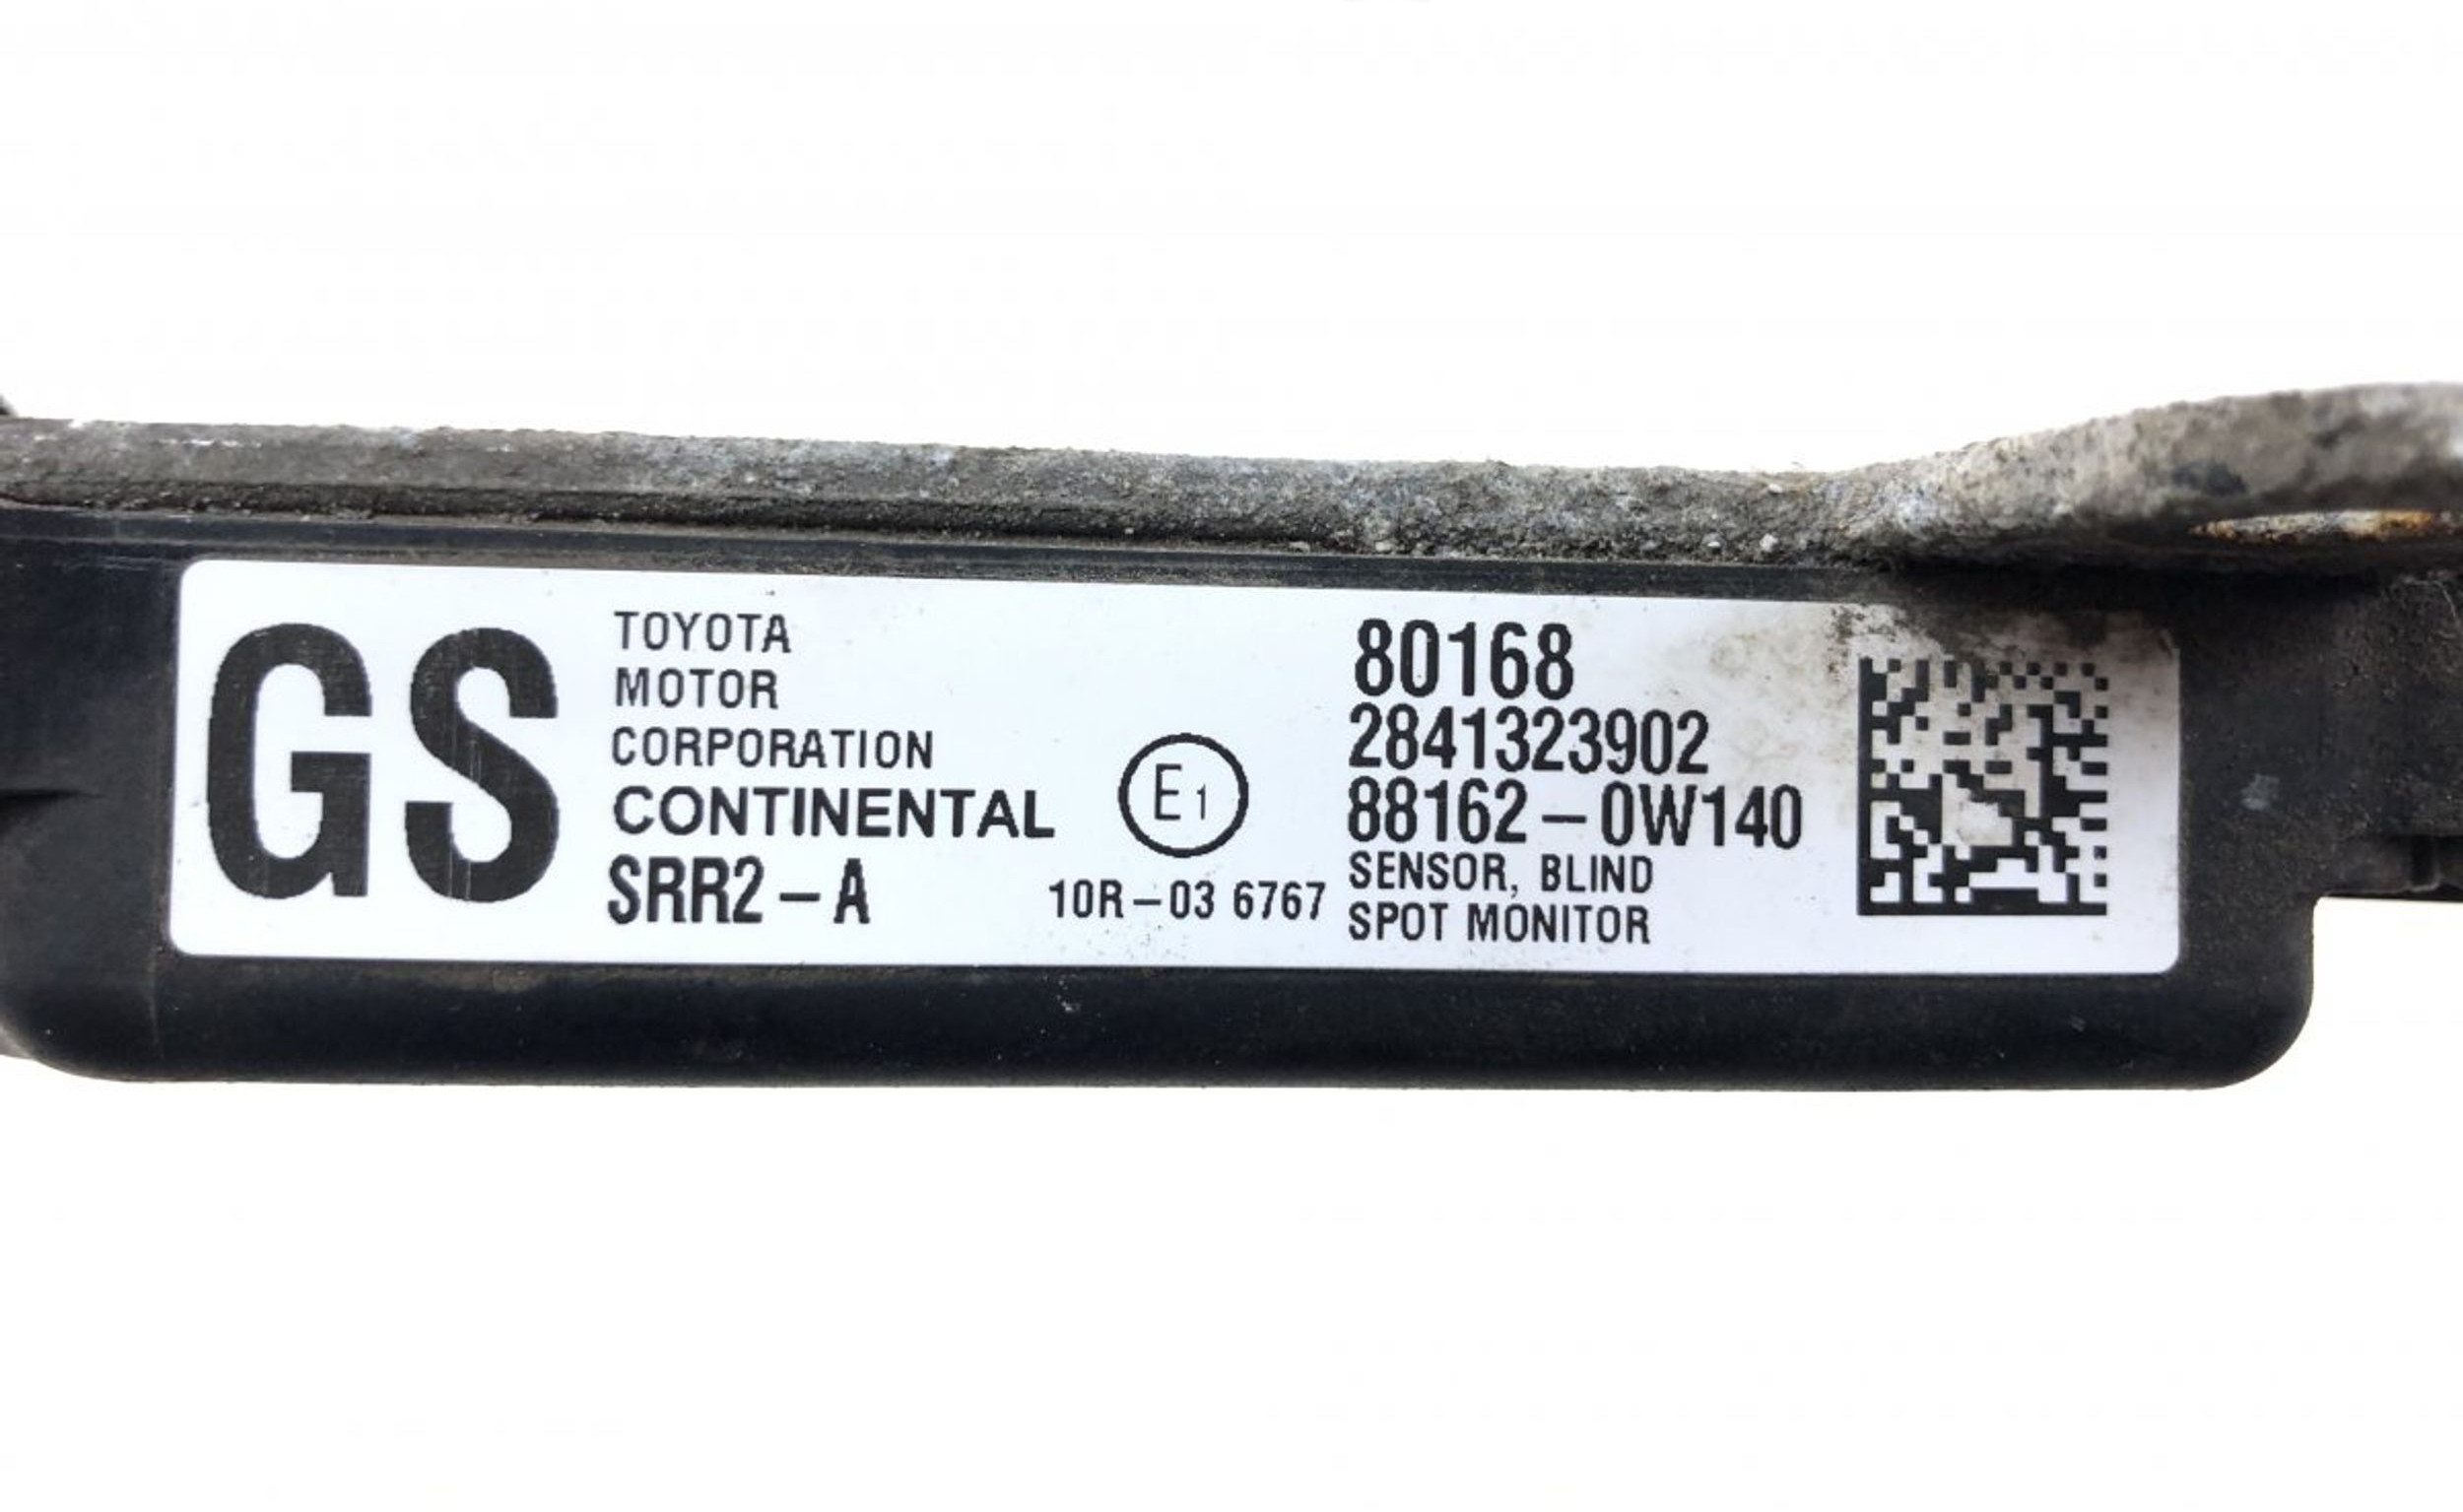 GS
TOYOTA
MOTOR
CORPORATION
CONTINENTAL
SRR2-A
E1
10R-03 6767
80168
2841323902
88162-0W140
SENSOR, BLIND
SPOT MONITOR